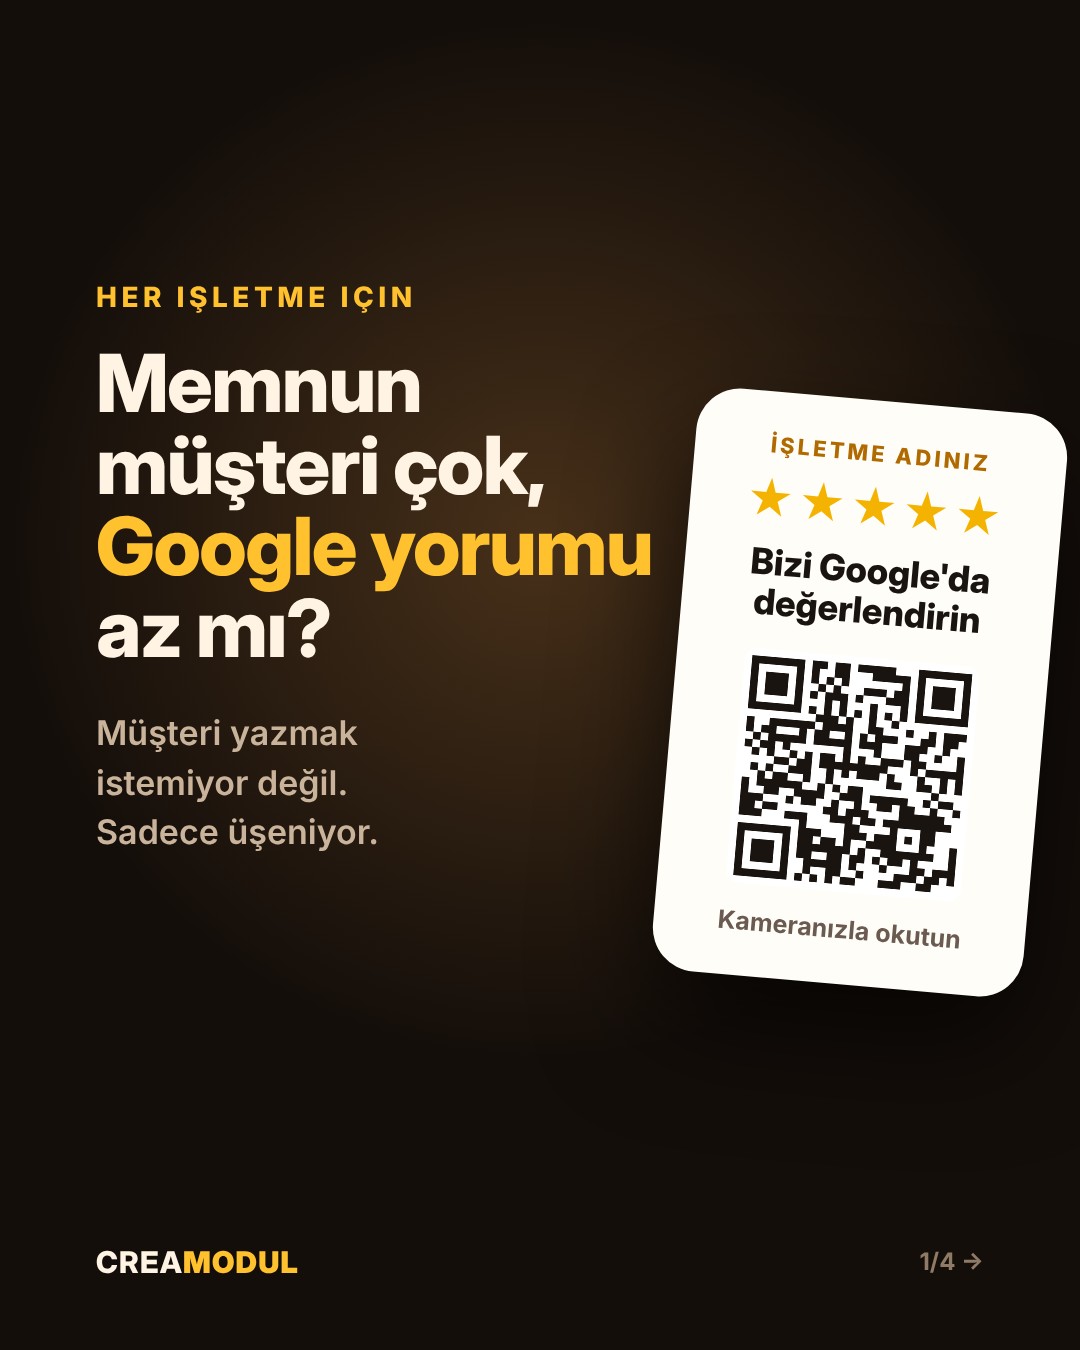 HER IŞLETME IÇIN
Memnun
müşteri çok,
Google yorumu
az mı?
Müşteri yazmak
istemiyor değil.
Sadece üşeniyor.
İŞLETME ADINIZ
★★★★★
Bizi Google'da
değerlendirin
Kameranızla okutun
CREAMODUL
1/4 →